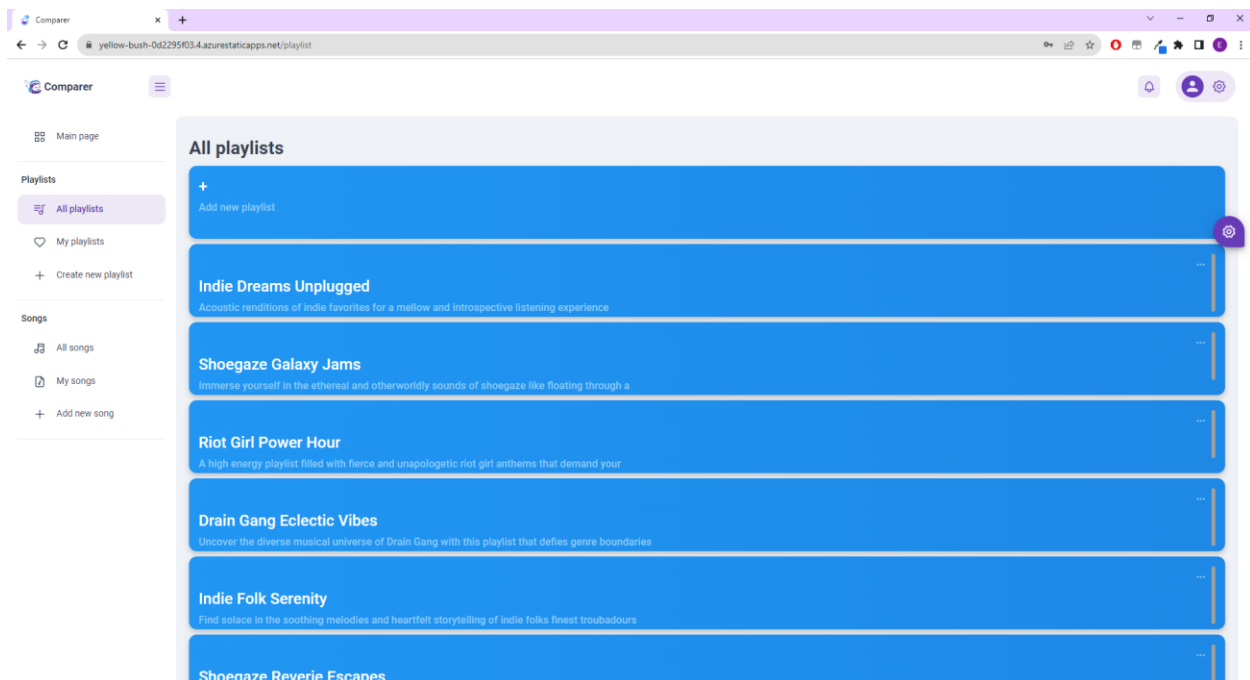 Comparer
yellow-bush-0d2295f03.4.azurestaticapps.net/playlist
E
Comparer
Main page
Playlists
All playlists
My playlists
Create new playlist
Songs
All songs
My songs
Add new song
All playlists
+
Add new playlist
Indie Dreams Unplugged
Acoustic renditions of indie favorites for a mellow and introspective listening experience
Shoegaze Galaxy Jams
Immerse yourself in the ethereal and otherworldly sounds of shoegaze like floating through a
Riot Girl Power Hour
A high energy playlist filled with fierce and unapologetic riot girl anthems that demand your
Drain Gang Eclectic Vibes
Uncover the diverse musical universe of Drain Gang with this playlist that defies genre boundaries
Indie Folk Serenity
Find solace in the soothing melodies and heartfelt storytelling of indie folks finest troubadours
Shoegaze Reverie Escapes